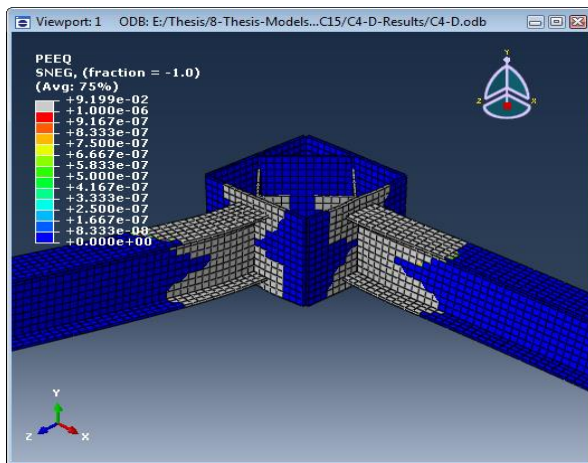 Viewport: 1 ODB: E:/Thesis/8-Thesis-Models...C15/C4-D-Results/C4-D.odb
PEEQ
SNEG, (fraction = -1.0)
(Avg: 75%)
+9.199e-02
+1.000e-06
+9.167e-07
+8.333e-07
+7.500e-07
+6.667e-07
+5.833e-07
+5.000e-07
+4.167e-07
+3.333e-07
+2.500e-07
+1.667e-07
+8.333e-08
+0.000e+00
Y
Z
X
Y
Z
X